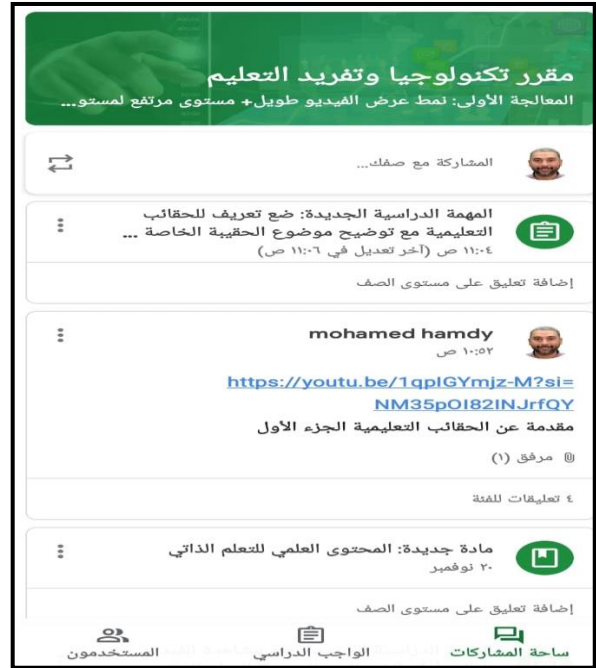 مقرر تكنولوجيا وتفريد التعليم
المعالجة الأولى: نمط عرض الفيديو طويل+ مستوى مرتفع لمستو...
المشاركة مع صفك...
المهمة الدراسية الجديدة: ضع تعريف للحقائب
التعليمية مع توضيح موضوع الحقيبة الخاصة ...
١١:٠٤ ص (آخر تعديل في ١١:٠٦ ص)
إضافة تعليق على مستوى الصف
mohamed hamdy
١٠:٥٢ ص
https://youtu.be/1qpIGYmjz-M?si=
NM35pOI82INJrfQY
مقدمة عن الحقائب التعليمية الجزء الأول
مرفق (١)
٤ تعليقات للفئة
مادة جديدة: المحتوى العلمي للتعلم الذاتي
٢٠ نوفمبر
إضافة تعليق على مستوى الصف
ساحة المشاركات
الواجب الدراسي
المستخدمون